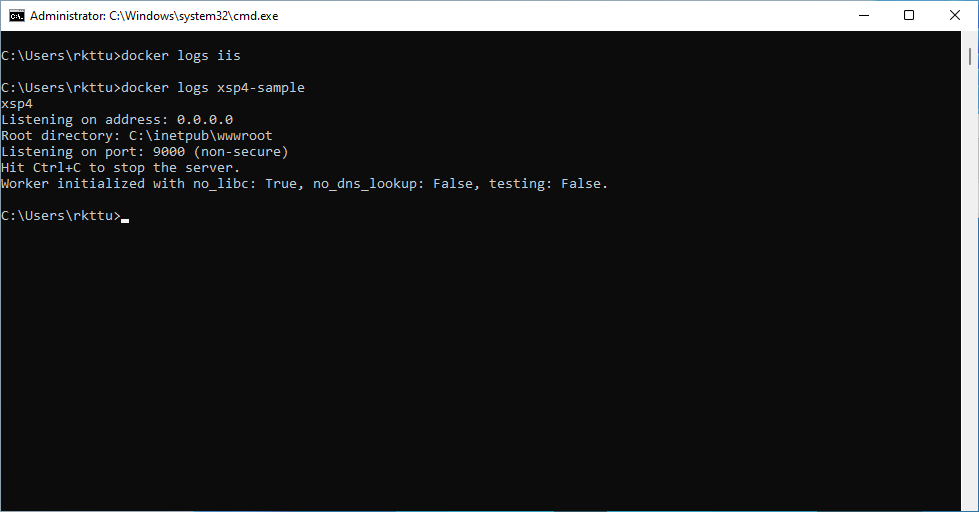 Administrator: C:\Windows\system32\cmd.exe
C:\Users\rkttu>docker logs iis
C:\Users\rkttu>docker logs xsp4-sample
xsp4
Listening on address: 0.0.0.0
Root directory: C:\inetpub\wwwroot
Listening on port: 9000 (non-secure)
Hit Ctrl+C to stop the server.
Worker initialized with no_libc: True, no_dns_lookup: False, testing: False.
C:\Users\rkttu>